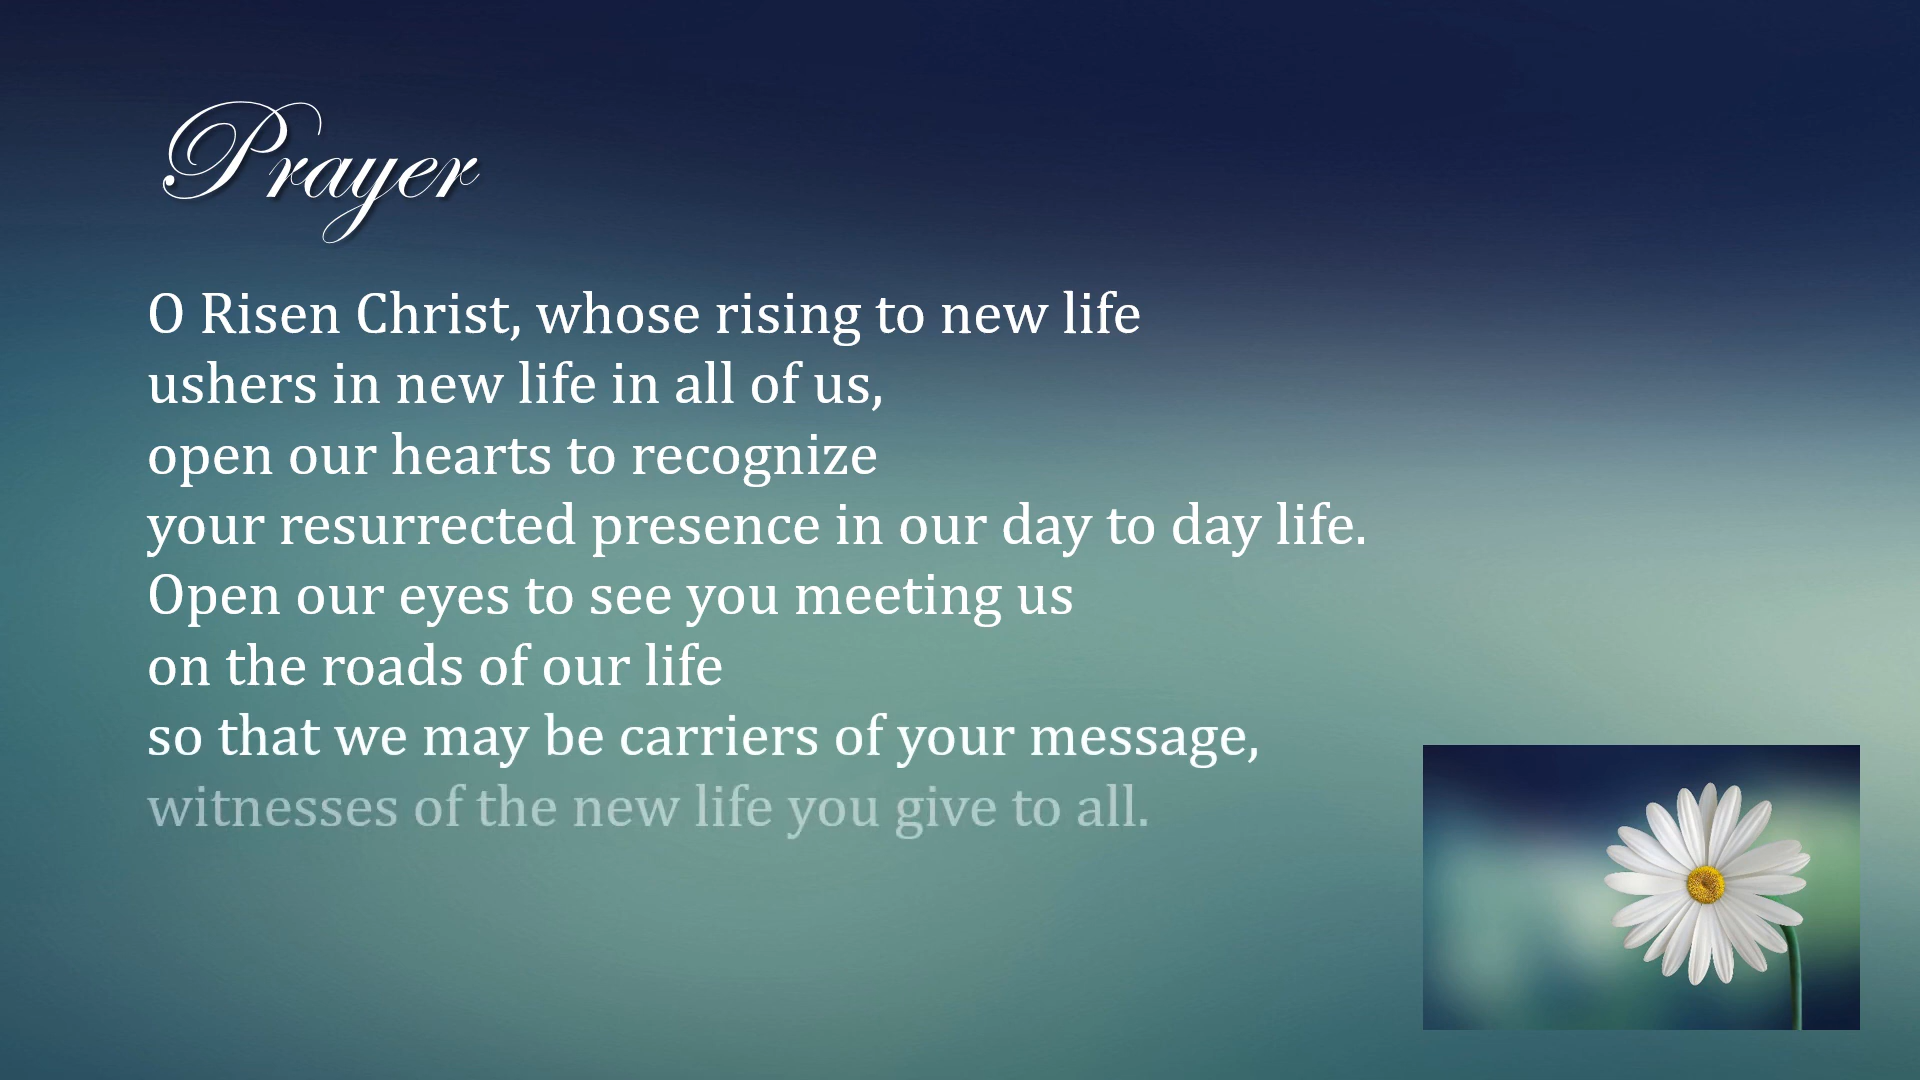 Prayer
O Risen Christ, whose rising to new life
ushers in new life in all of us,
open our hearts to recognize
your resurrected presence in our day to day life.
Open our eyes to see you meeting us
on the roads of our life
so that we may be carriers of your message,
witnesses of the new life you give to all.